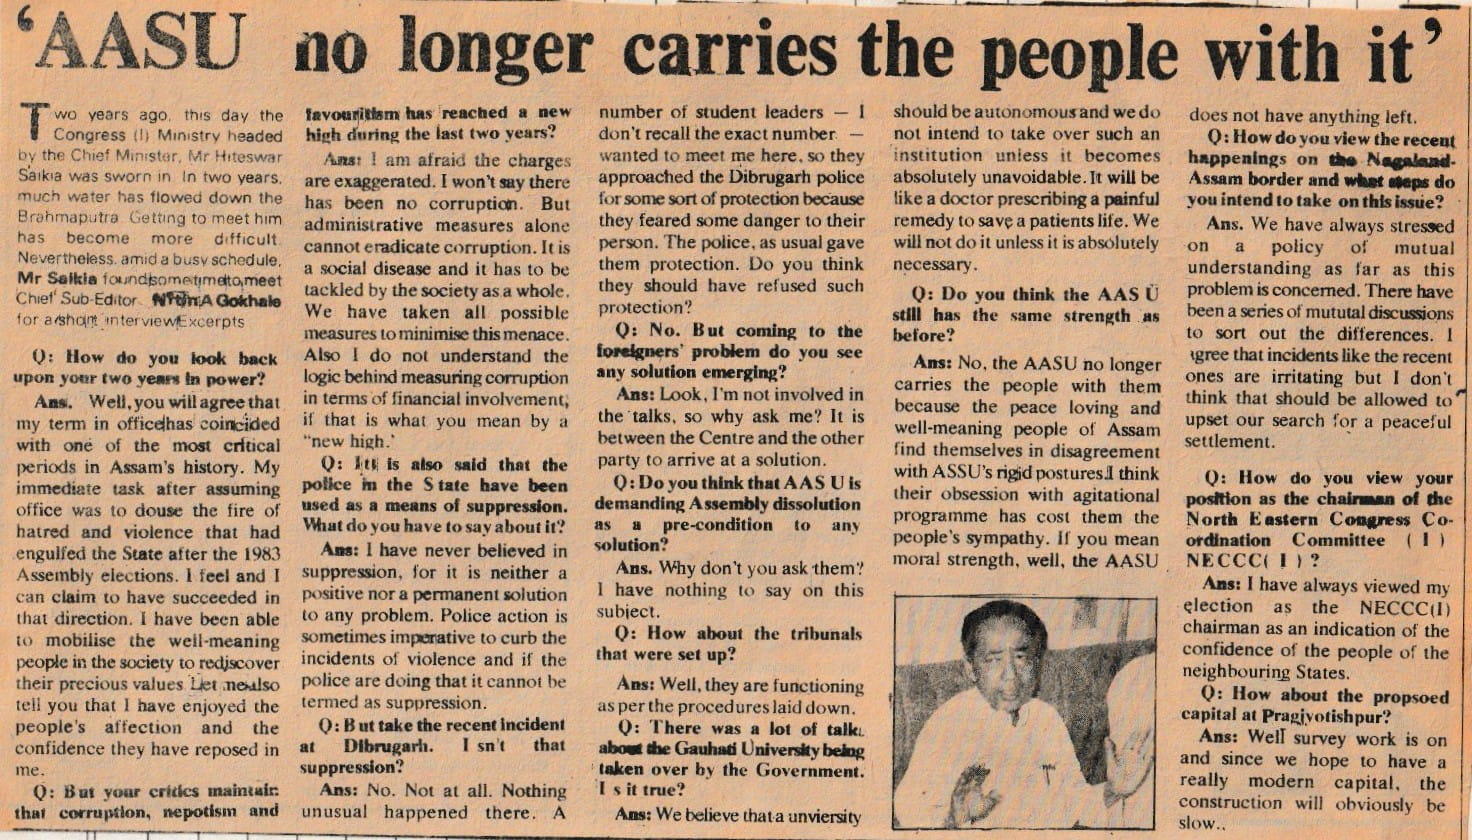 ‘AASU no longer carries the people with it’
Two years ago, this day the
Congress (I) Ministry headed
by the Chief Minister, Mr Hiteswar
Saikia was sworn in. In two years,
much water has flowed down the
Brahmaputra. Getting to meet him
has become more difficult.
Nevertheless, amid a busy schedule,
Mr Saikia found some time to meet
Chief Sub-Editor Nitin A Gokhale
for a short interview Excerpts
Q: How do you look back
upon your two years in power?
Ans. Well, you will agree that
my term in office has coincided
with one of the most critical
periods in Assam's history. My
immediate task after assuming
office was to douse the fire of
hatred and violence that had
engulfed the State after the 1983
Assembly elections. I feel and I
can claim to have succeeded in
that direction. I have been able
to mobilise the well-meaning
people in the society to rediscover
their precious values Let me also
tell you that I have enjoyed the
people's affection and the
confidence they have reposed in
me.
Q: But your critics maintain
that corruption, nepotism and
favouritism has reached a new
high during the last two years?
Ans: I am afraid the charges
are exaggerated. I won't say there
has been no corruption. But
administrative measures alone
cannot eradicate corruption. It is
a social disease and it has to be
tackled by the society as a whole.
We have taken all possible
measures to minimise this menace.
Also I do not understand the
logic behind measuring corruption
in terms of financial involvement,
if that is what you mean by a
“new high.’
Q: It is also said that the
police in the State have been
used as a means of suppression.
What do you have to say about it?
Ans: I have never believed in
suppression, for it is neither a
positive nor a permanent solution
to any problem. Police action is
sometimes imperative to curb the
incidents of violence and if the
police are doing that it cannot be
termed as suppression.
Q: But take the recent incident
at Dibrugarh. Isn't that
suppression?
Ans: No. Not at all. Nothing
unusual happened there. A
number of student leaders — I
don't recall the exact number —
wanted to meet me here, so they
approached the Dibrugarh police
for some sort of protection because
they feared some danger to their
person. The police, as usual gave
them protection. Do you think
they should have refused such
protection?
Q: No. But coming to the
foreigners' problem do you see
any solution emerging?
Ans: Look, I'm not involved in
the talks, so why ask me? It is
between the Centre and the other
party to arrive at a solution.
Q: Do you think that AAS U is
demanding Assembly dissolution
as a pre-condition to any
solution?
Ans. Why don't you ask them?
I have nothing to say on this
subject.
Q: How about the tribunals
that were set up?
Ans: Well, they are functioning
as per the procedures laid down.
Q: There was a lot of talk
about the Gauhati University being
taken over by the Government.
Is it true?
Ans: We believe that a unviersity
should be autonomous and we do
not intend to take over such an
institution unless it becomes
absolutely unavoidable. It will be
like a doctor prescribing a painful
remedy to save a patients life. We
will not do it unless it is absolutely
necessary.
Q: Do you think the AAS U
still has the same strength as
before?
Ans: No, the AASU no longer
carries the people with them
because the peace loving and
well-meaning people of Assam
find themselves in disagreement
with ASSU's rigid postures. I think
their obsession with agitational
programme has cost them the
people's sympathy. If you mean
moral strength, well, the AASU
does not have anything left.
Q: How do you view the recent
happenings on the Nagaland-
Assam border and what steps do
you intend to take on this issue?
Ans. We have always stressed
on a policy of mutual
understanding as far as this
problem is concerned. There have
been a series of mututal discussions
to sort out the differences. I
agree that incidents like the recent
ones are irritating but I don't
think that should be allowed to
upset our search for a peaceful
settlement.
Q: How do you view your
position as the chairman of the
North Eastern Congress Co-
ordination Committee ( I )
NECCC( I ) ?
Ans: I have always viewed my
election as the NECCC(I)
chairman as an indication of the
confidence of the people of the
neighbouring States.
Q: How about the propsoed
capital at Pragjyotishpur?
Ans: Well survey work is on
and since we hope to have a
really modern capital, the
construction will obviously be
slow..